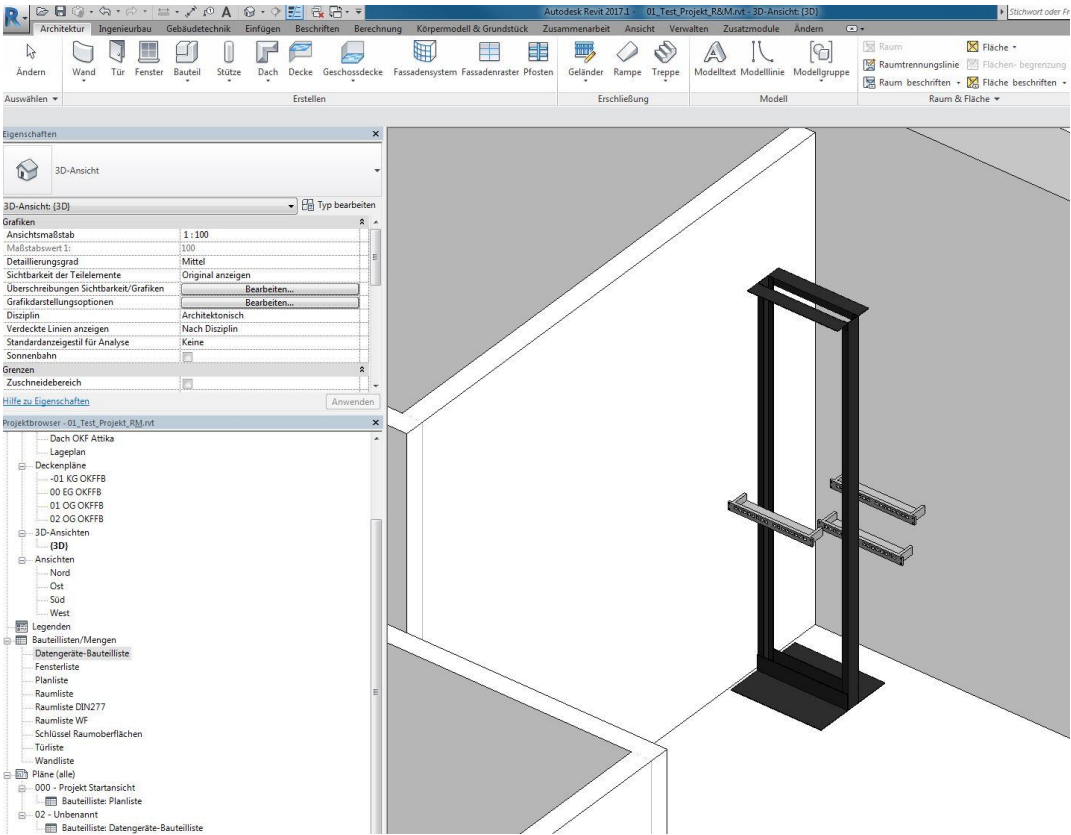 Autodesk Revit 2017.1 - 01_Test_Projekt_R&M.rvt - 3D-Ansicht: {3D}
Stichwort oder Fr
Architektur Ingenieurbau Gebäudetechnik Einfügen Beschriften Berechnung Körpermodell & Grundstück Zusammenarbeit Ansicht Verwalten Zusatzmodule Ändern
Ändern Wand Tür Fenster Bauteil Stütze Dach Decke Geschossdecke Fassadensystem Fassadenraster Pfosten Geländer Rampe Treppe Modelltext Modelllinie Modellgruppe
Raum Fläche
Raumtrennungslinie Flächen- begrenzung
Raum beschriften Fläche beschriften
Auswählen Erstellen Erschließung Modell Raum & Fläche
Eigenschaften
3D-Ansicht
3D-Ansicht: {3D} Typ bearbeiten
Grafiken
Ansichtsmaßstab 1 : 100
Maßstabswert 1: 100
Detaillierungsgrad Mittel
Sichtbarkeit der Teilelemente Original anzeigen
Überschreibungen Sichtbarkeit/Grafiken Bearbeiten...
Grafikdarstellungsoptionen Bearbeiten...
Disziplin Architektonisch
Verdeckte Linien anzeigen Nach Disziplin
Standardanzeigestil für Analyse Keine
Sonnenbahn
Grenzen
Zuschneidebereich
Hilfe zu Eigenschaften Anwenden
Projektbrowser - 01_Test_Projekt_RM.rvt
Dach OKF Attika
Lageplan
Deckenpläne
-01 KG OKFFB
00 EG OKFFB
01 OG OKFFB
02 OG OKFFB
3D-Ansichten
{3D}
Ansichten
Nord
Ost
Süd
West
Legenden
Bauteillisten/Mengen
Datengeräte-Bauteilliste
Fensterliste
Planliste
Raumliste
Raumliste DIN277
Raumliste WF
Schlüssel Raumoberflächen
Türliste
Wandliste
Pläne (alle)
000 - Projekt Startansicht
Bauteilliste: Planliste
02 - Unbenannt
Bauteilliste: Datengeräte-Bauteilliste